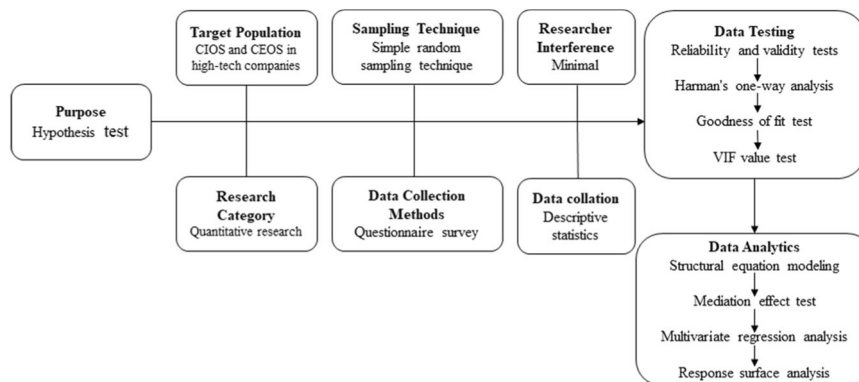 Purpose
Hypothesis test
Target Population
CIOS and CEOS in
high-tech companies
Sampling Technique
Simple random
sampling technique
Researcher
Interference
Minimal
Research
Category
Quantitative research
Data Collection
Methods
Questionnaire survey
Data collation
Descriptive
statistics
Data Testing
Reliability and validity tests
Harman's one-way analysis
Goodness of fit test
VIF value test
Data Analytics
Structural equation modeling
Mediation effect test
Multivariate regression analysis
Response surface analysis